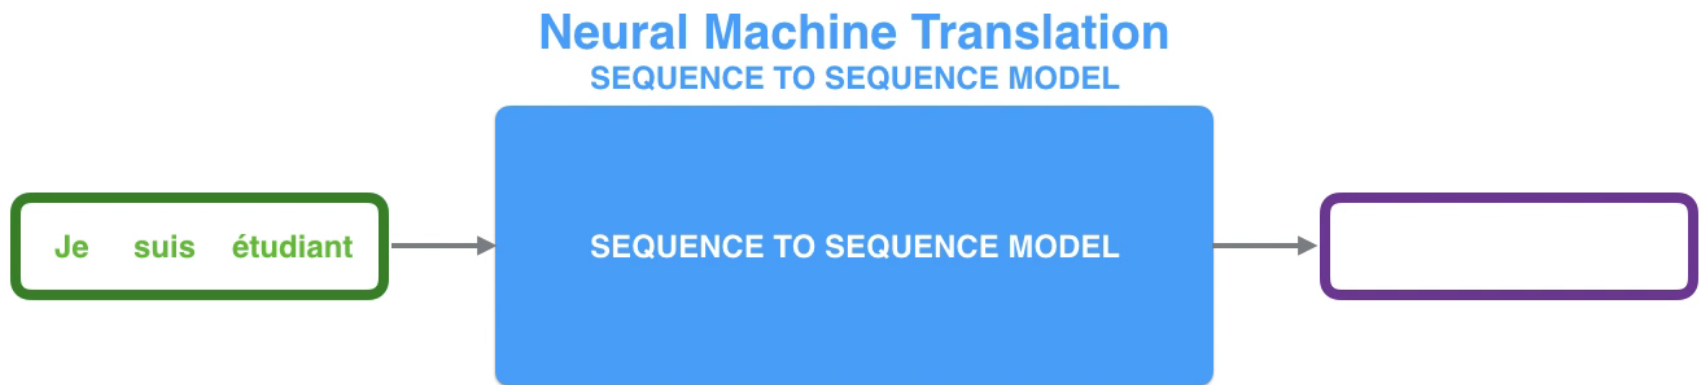 Neural Machine Translation
SEQUENCE TO SEQUENCE MODEL
Je suis étudiant
SEQUENCE TO SEQUENCE MODEL